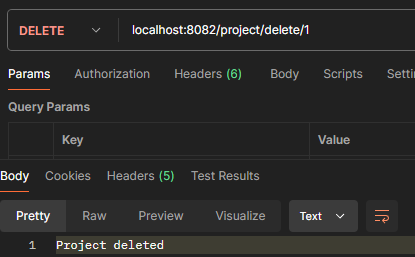 DELETE localhost:8082/project/delete/1
Params Authorization Headers (6) Body Scripts Setti
Query Params
Key Value
Body Cookies Headers (5) Test Results
Pretty Raw Preview Visualize Text
1 Project deleted